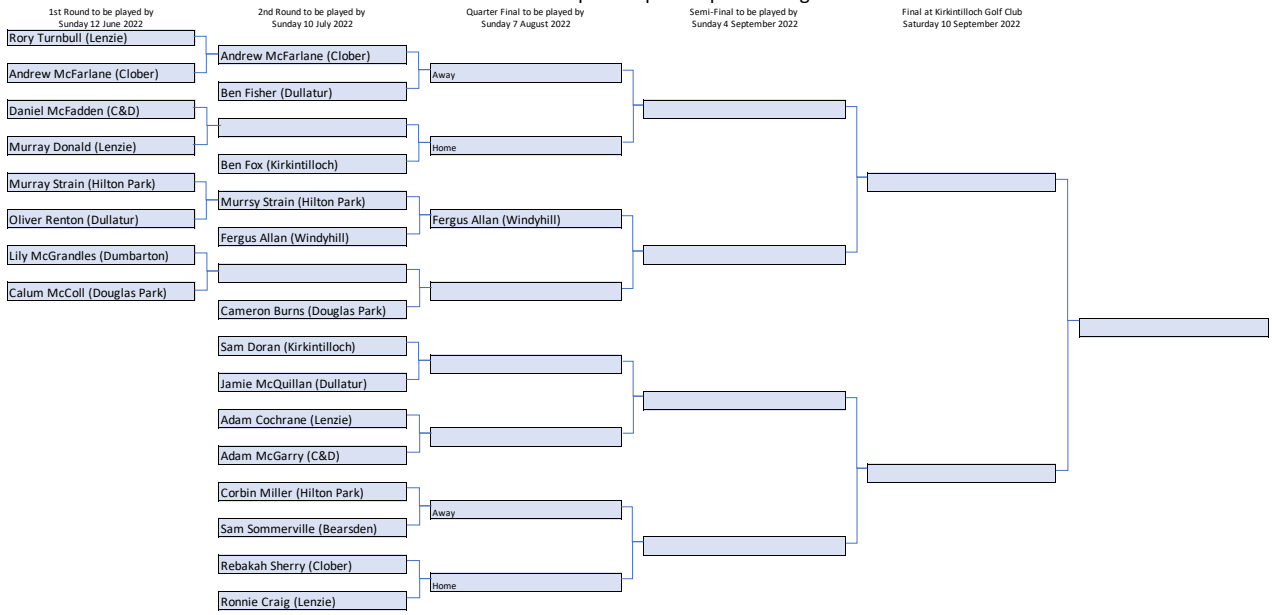 1st Round to be played by
Sunday 12 June 2022
2nd Round to be played by
Sunday 10 July 2022
Quarter Final to be played by
Sunday 7 August 2022
Semi-Final to be played by
Sunday 4 September 2022
Final at Kirkintilloch Golf Club
Saturday 10 September 2022
Rory Turnbull (Lenzie)
Andrew McFarlane (Clober)
Daniel McFadden (C&D)
Murray Donald (Lenzie)
Murray Strain (Hilton Park)
Oliver Renton (Dullatur)
Lily McGrandles (Dumbarton)
Calum McColl (Douglas Park)
Andrew McFarlane (Clober)
Ben Fisher (Dullatur)
Ben Fox (Kirkintilloch)
Murrsy Strain (Hilton Park)
Fergus Allan (Windyhill)
Cameron Burns (Douglas Park)
Sam Doran (Kirkintilloch)
Jamie McQuillan (Dullatur)
Adam Cochrane (Lenzie)
Adam McGarry (C&D)
Corbin Miller (Hilton Park)
Sam Sommerville (Bearsden)
Rebakah Sherry (Clober)
Ronnie Craig (Lenzie)
Away
Home
Fergus Allan (Windyhill)
Away
Home